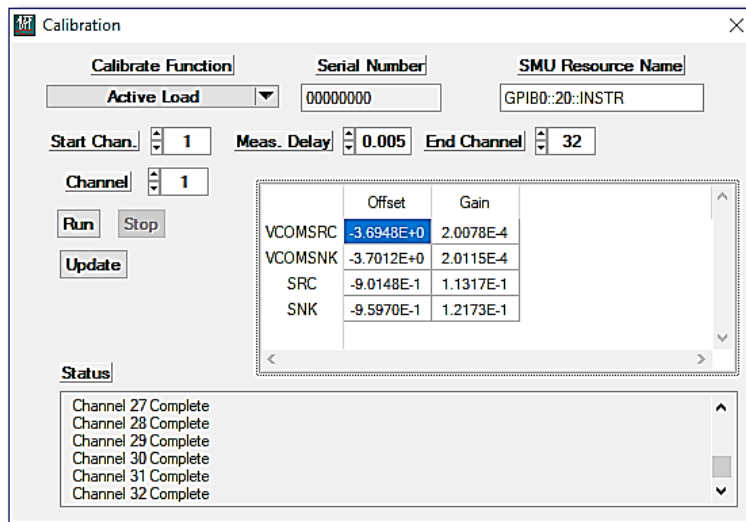 Calibration
Calibrate Function Serial Number SMU Resource Name
Active Load 00000000 GPIB0::20::INSTR
Start Chan. 1 Meas. Delay 0.005 End Channel 32
Channel 1
Offset Gain
Run Stop
VCOMSRC -3.6948E+0 2.0078E-4
VCOMSNK -3.7012E+0 2.0115E-4
Update
SRC -9.0148E-1 1.1317E-1
SNK -9.5970E-1 1.2173E-1
Status
Channel 27 Complete
Channel 28 Complete
Channel 29 Complete
Channel 30 Complete
Channel 31 Complete
Channel 32 Complete